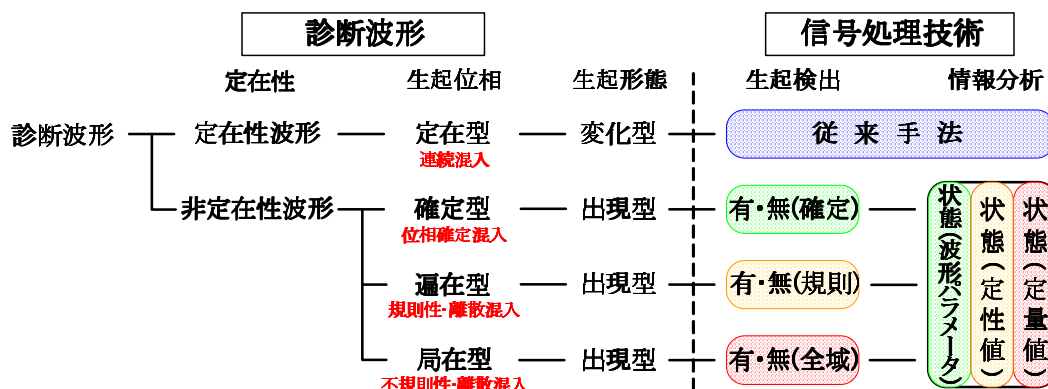 診断波形 信号処理技術
定在性 生起位相 生起形態 生起検出 情報分析
診断波形 定在性波形 定在型 変化型 従来手法
連続混入
非定在性波形 確定型 出現型 有・無(確定)
位相確定混入
遍在型 出現型 有・無(規則)
規則性・離散混入
局在型 出現型 有・無(全域)
不規則性・離散混入
状態(波形パラメータ)
状態(定性値)
状態(定量値)